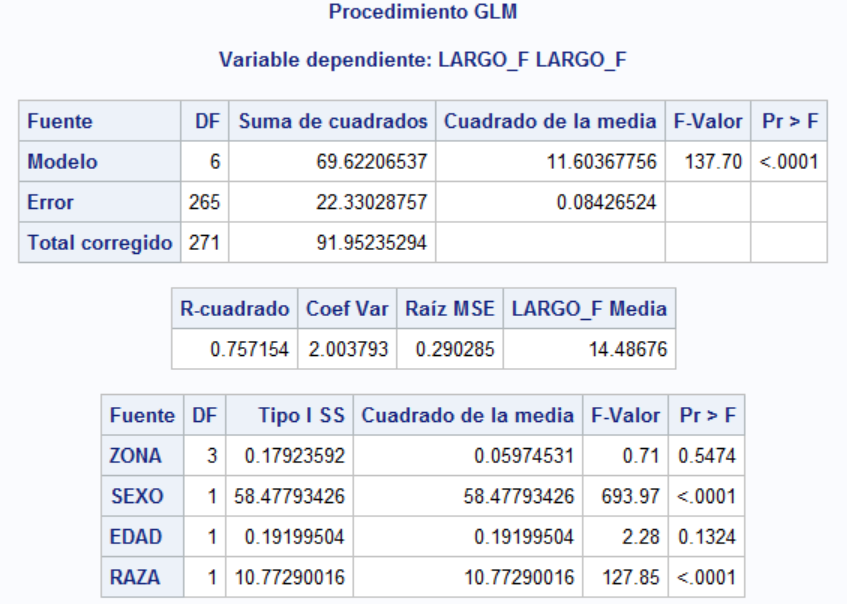 Procedimiento GLM
Variable dependiente: LARGO_F LARGO_F
Fuente DF Suma de cuadrados Cuadrado de la media F-Valor Pr > F
Modelo 6 69.62206537 11.60367756 137.70 <.0001
Error 265 22.33028757 0.08426524
Total corregido 271 91.95235294
R-cuadrado Coef Var Raíz MSE LARGO_F Media
0.757154 2.003793 0.290285 14.48676
Fuente DF Tipo I SS Cuadrado de la media F-Valor Pr > F
ZONA 3 0.17923592 0.05974531 0.71 0.5474
SEXO 1 58.47793426 58.47793426 693.97 <.0001
EDAD 1 0.19199504 0.19199504 2.28 0.1324
RAZA 1 10.77290016 10.77290016 127.85 <.0001